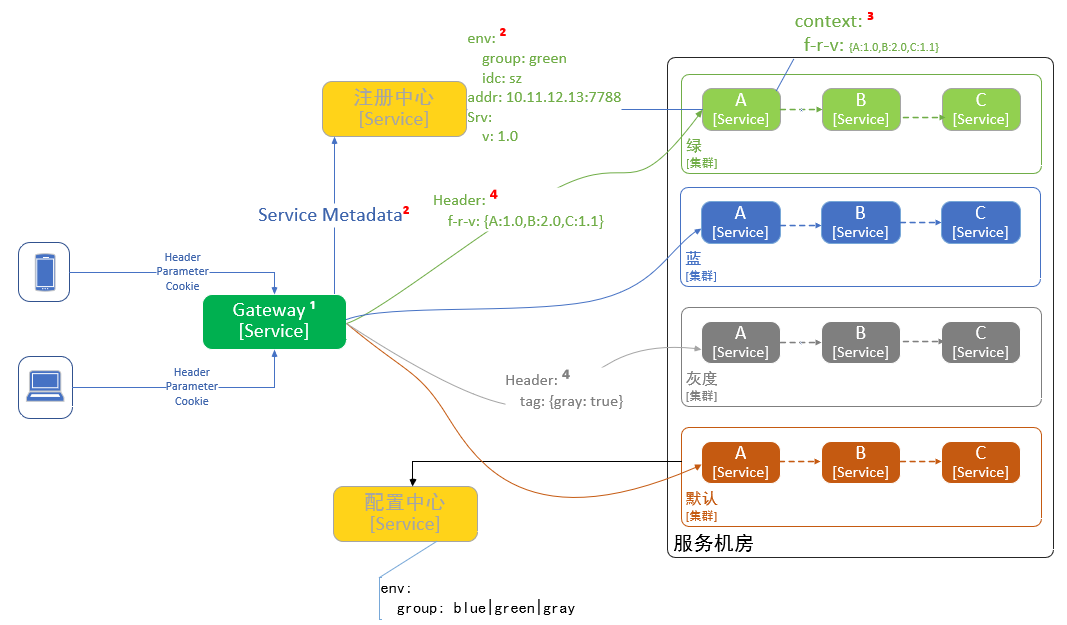 context: 3
f-r-v: {A:1.0,B:2.0,C:1.1}
env: 2
group: green
idc: sz
addr: 10.11.12.13:7788
Srv:
v: 1.0
注册中心
[Service]
A
[Service]
B
[Service]
C
[Service]
绿
[集群]
Header: 4
f-r-v: {A:1.0,B:2.0,C:1.1}
Service Metadata2
A
[Service]
B
[Service]
C
[Service]
蓝
[集群]
Header
Parameter
Cookie
Gateway 1
[Service]
A
[Service]
B
[Service]
C
[Service]
灰度
[集群]
Header
Parameter
Cookie
Header: 4
tag: {gray: true}
A
[Service]
B
[Service]
C
[Service]
默认
[集群]
服务机房
配置中心
[Service]
env:
group: blue|green|gray